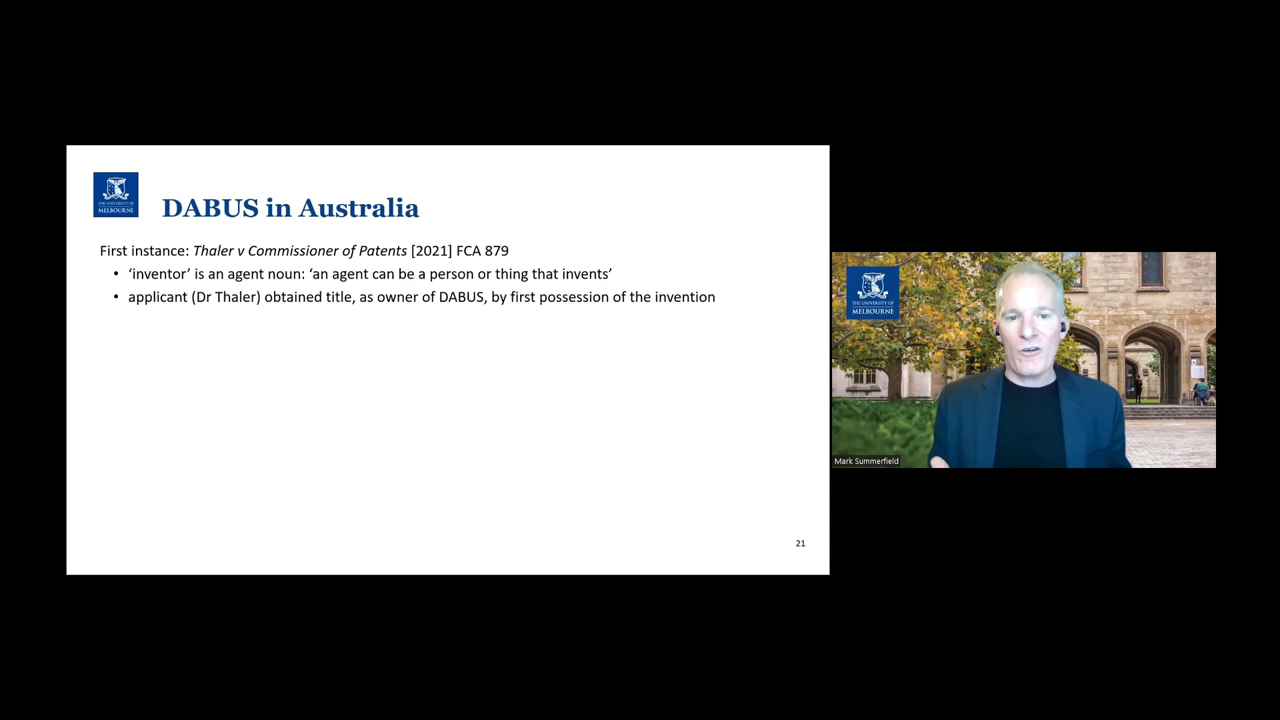 THE UNIVERSITY OF
MELBOURNE
DABUS in Australia
First instance: Thaler v Commissioner of Patents [2021] FCA 879
• ‘inventor’ is an agent noun: ‘an agent can be a person or thing that invents’
• applicant (Dr Thaler) obtained title, as owner of DABUS, by first possession of the invention
21
THE UNIVERSITY OF
MELBOURNE
Mark Summerfield